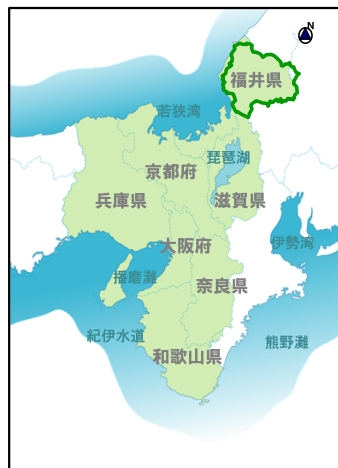 N
福井県
若狭湾
琵琶湖
京都府
兵庫県
滋賀県
大阪府
伊勢湾
播磨灘
奈良県
紀伊水道
熊野灘
和歌山県